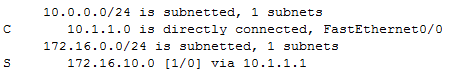 10.0.0.0/24 is subnetted, 1 subnets
C 10.1.1.0 is directly connected, FastEthernet0/0
172.16.0.0/24 is subnetted, 1 subnets
S 172.16.10.0 [1/0] via 10.1.1.1